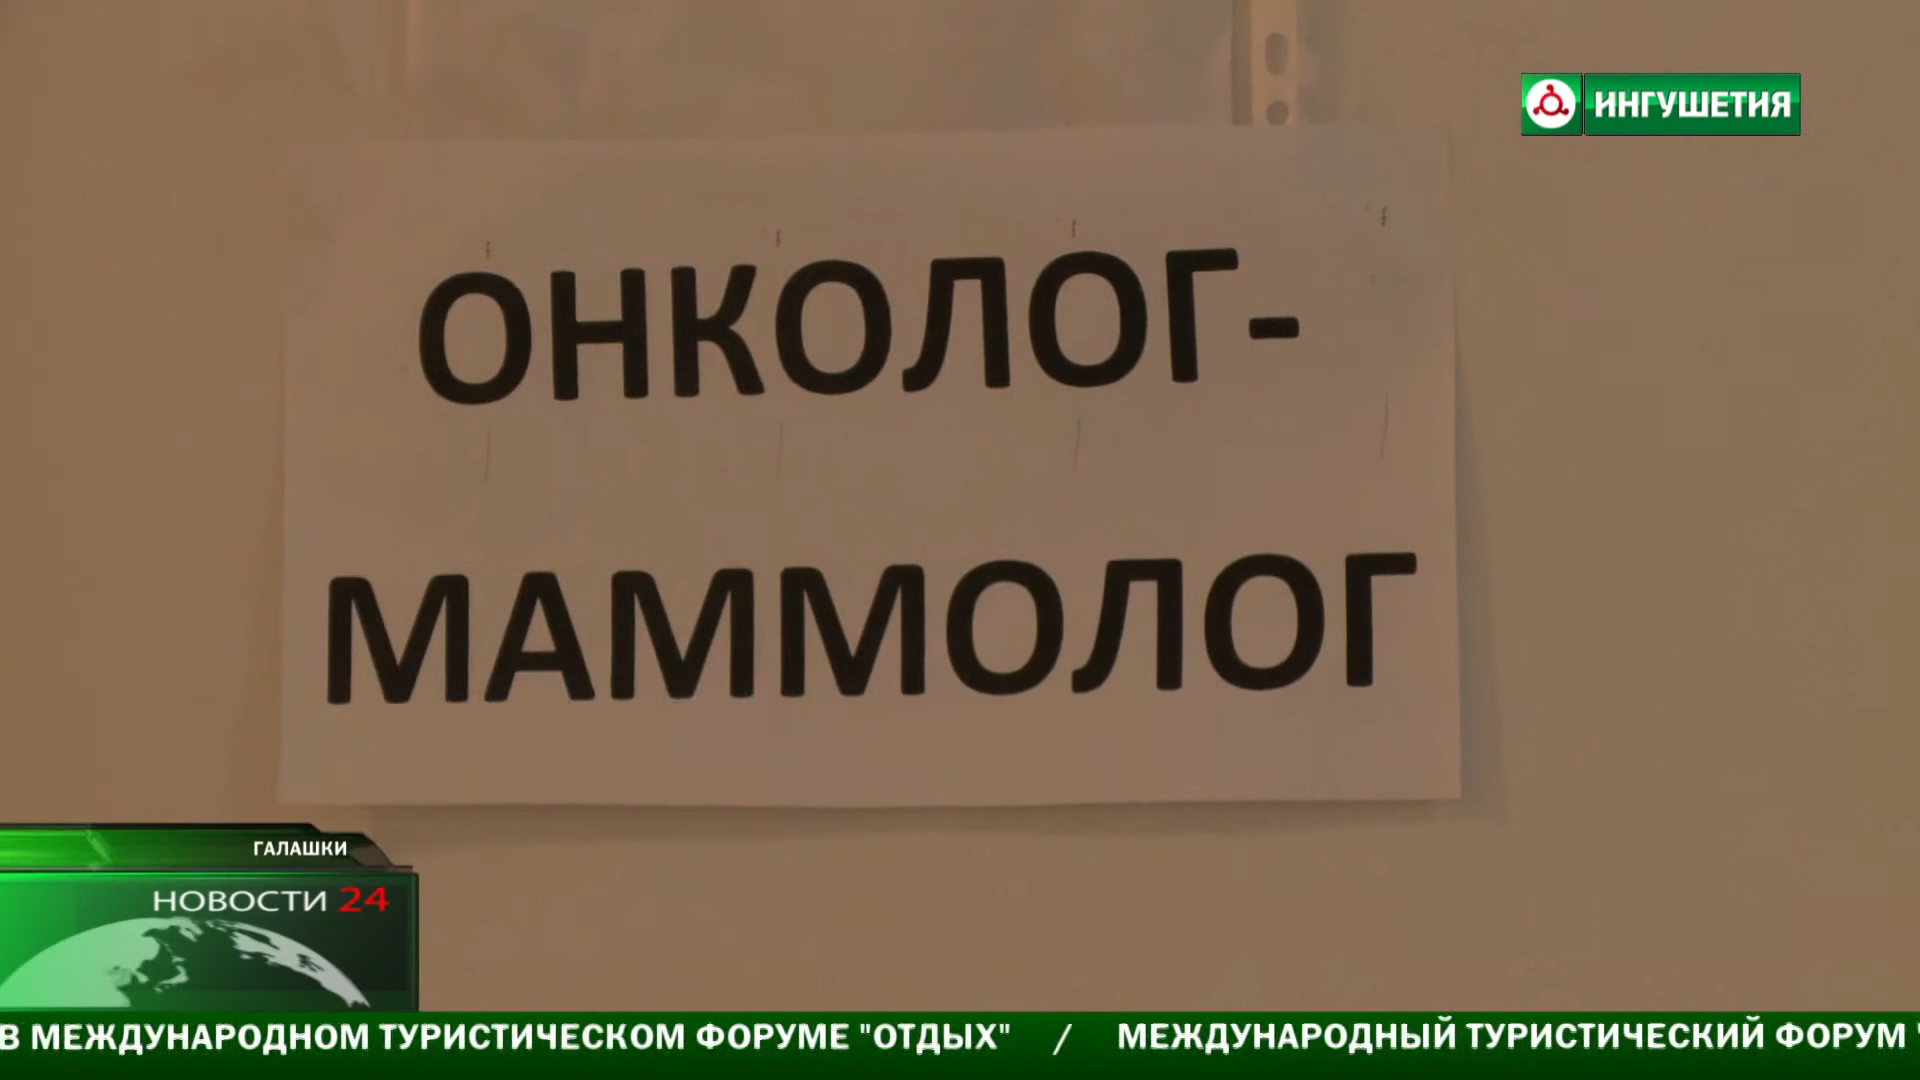 ИНГУШЕТИЯ
ОНКОЛОГ-
МАММОЛОГ
ГАЛАШКИ
НОВОСТИ 24
В МЕЖДУНАРОДНОМ ТУРИСТИЧЕСКОМ ФОРУМЕ "ОТДЫХ" / МЕЖДУНАРОДНЫЙ ТУРИСТИЧЕСКИЙ ФОРУМ "